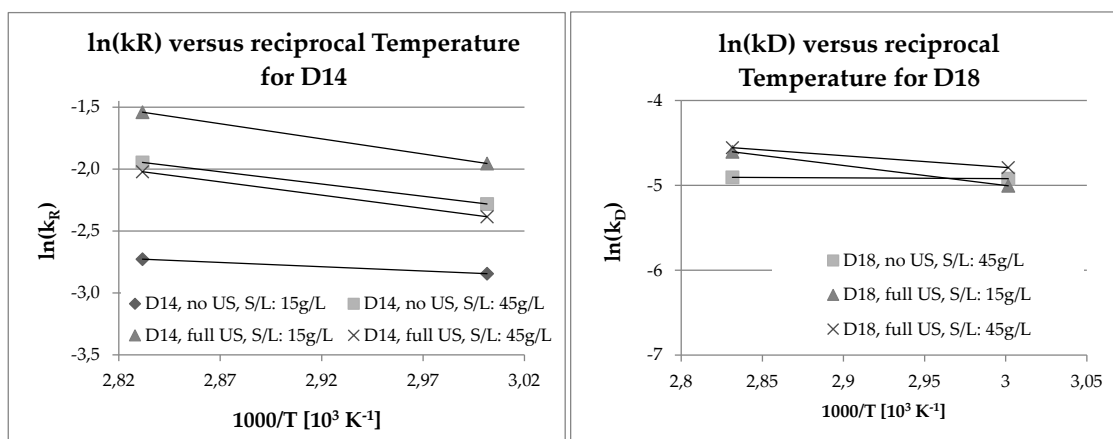 ln(kR) versus reciprocal Temperature
for D14
-1,5
-2,0
-2,5
-3,0
-3,5
ln(k_R)
D14, no US, S/L: 15g/L
D14, no US, S/L: 45g/L
D14, full US, S/L: 15g/L
D14, full US, S/L: 45g/L
2,82
2,87
2,92
2,97
3,02
1000/T [10³ K⁻¹]
ln(kD) versus reciprocal
Temperature for D18
-4
-5
-6
-7
ln(k_D)
D18, no US, S/L: 45g/L
D18, full US, S/L: 15g/L
D18, full US, S/L: 45g/L
2,8
2,85
2,9
2,95
3
3,05
1000/T [10³ K⁻¹]